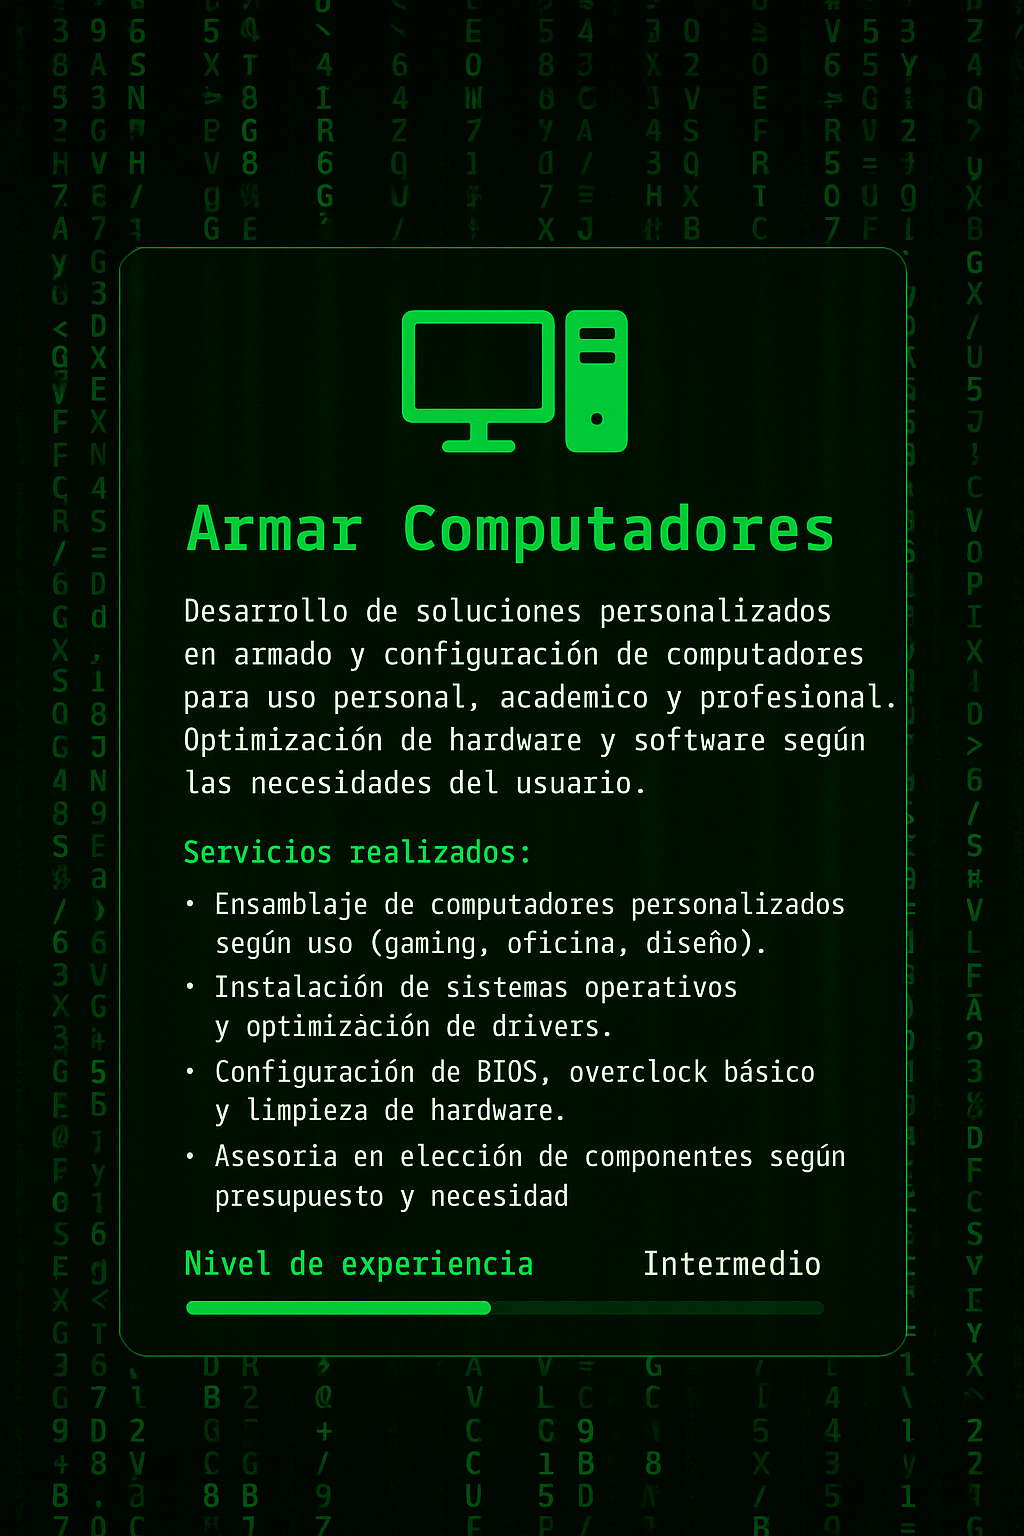 Armar Computadores
Desarrollo de soluciones personalizados
en armado y configuración de computadores
para uso personal, academico y profesional.
Optimización de hardware y software según
las necesidades del usuario.
Servicios realizados:
• Ensamblaje de computadores personalizados
según uso (gaming, oficina, diseño).
• Instalación de sistemas operativos
y optimización de drivers.
• Configuración de BIOS, overclock básico
y limpieza de hardware.
• Asesoria en elección de componentes según
presupuesto y necesidad
Nivel de experiencia Intermedio